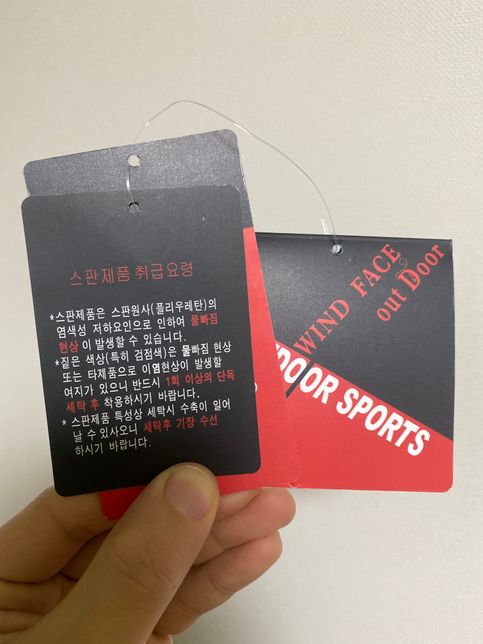 스판제품 취급요령
*스판제품은 스판원사(플리우레탄)의
염색성 저하요인으로 인하여 물빠짐
현상이 발생할 수 있습니다.
*짙은 색상(특히 검점색)은 물빠짐 현상
또는 타제품으로 이염현상이 발생할
여지가 있으니 반드시 1회 이상의 단독
세탁 후 착용하시기 바랍니다.
* 스판제품 특성상 세탁시 수축이 일어
날 수 있사오니 세탁후 기장 수선
하시기 바랍니다.
WIND FACE
out Door
DOOR SPORTS